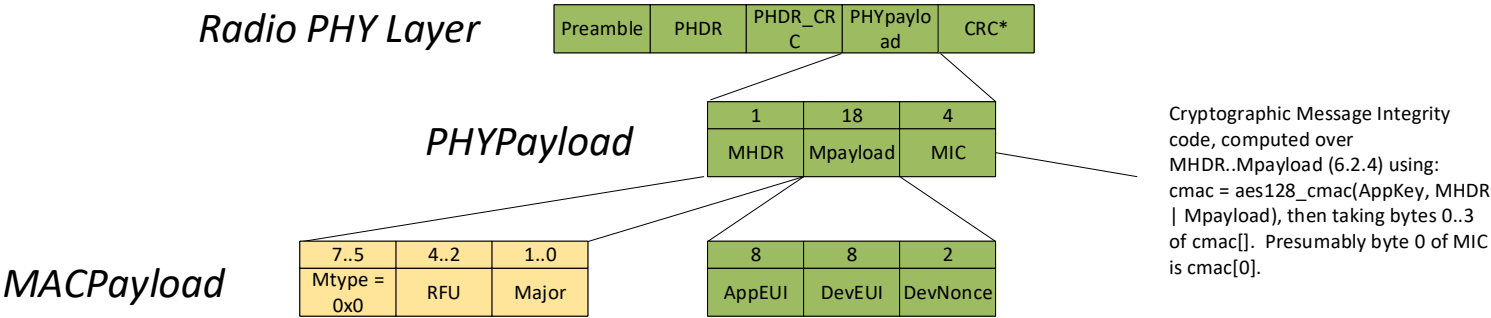 Radio PHY Layer
Preamble PHDR PHDR_CR PHYpaylo CRC*
C ad
PHYPayload
1 18 4
MHDR Mpayload MIC
Cryptographic Message Integrity
code, computed over
MHDR..Mpayload (6.2.4) using:
cmac = aes128_cmac(AppKey, MHDR
| Mpayload), then taking bytes 0..3
of cmac[].  Presumably byte 0 of MIC
is cmac[0].
MACPayload
7..5 4..2 1..0
Mtype = RFU Major
0x0
8 8 2
AppEUI DevEUI DevNonce